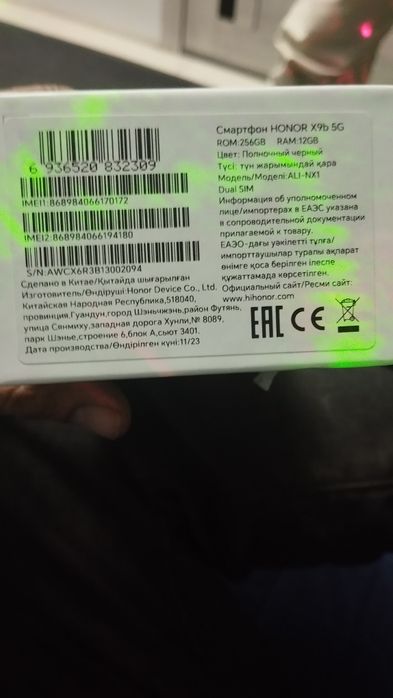 6 936520 832309
IMEI1:868984066170172
IMEI2:868984066194180
S/N:AWCX6R3B13002094
Сделано в Китае/Қытайда шығарылған
Изготовитель/Өндіруші Honor Device Co., Ltd.
Китайская Народная Республика,518040,
провинция.Гуандун,город Шэньчжэнь,район Футянь,
улица Сянмиху,западная дорога Хунли,№ 8089,
парк Шэнье,строение 6,блок А,сьют 3401.
Дата производства/Өндірілген күні:11/23
Смартфон HONOR X9b 5G
ROM:256GB RAM:12GB
Цвет: Полночный черный
Түсі: түн жарымындай қара
Модель/Моделі:ALI-NX1
Dual SIM
Информация об уполномоченном
лице/импортерах в ЕАЭС указана
в сопроводительной документации
прилагаемой к товару.
ЕАЭО-дағы уәкілетті тұлға/
импорттаушылар туралы ақпарат
өнімге қоса берілген ілеспе
құжаттамада көрсетілген.
Официальный сайт/Ресми сайт:
www.hihonor.com
EAC CE